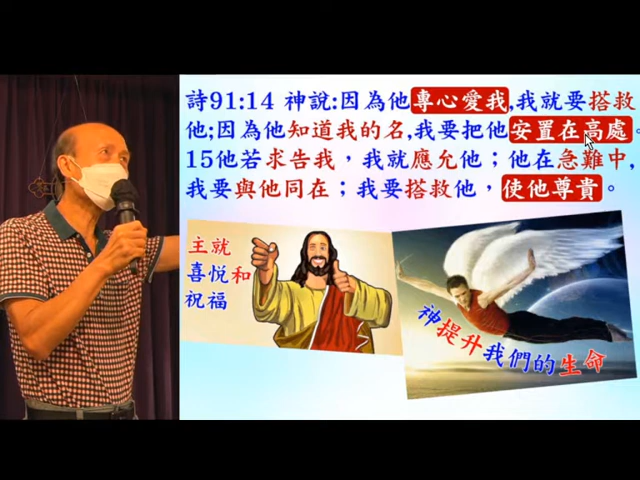 詩91:14 神說:因為他專心愛我,我就要搭救
他;因為他知道我的名,我要把他安置在高處。
15他若求告我，我就應允他；他在急難中,
我要與他同在；我要搭救他，使他尊貴。
主就
喜悅和
祝福
神提升我們的生命